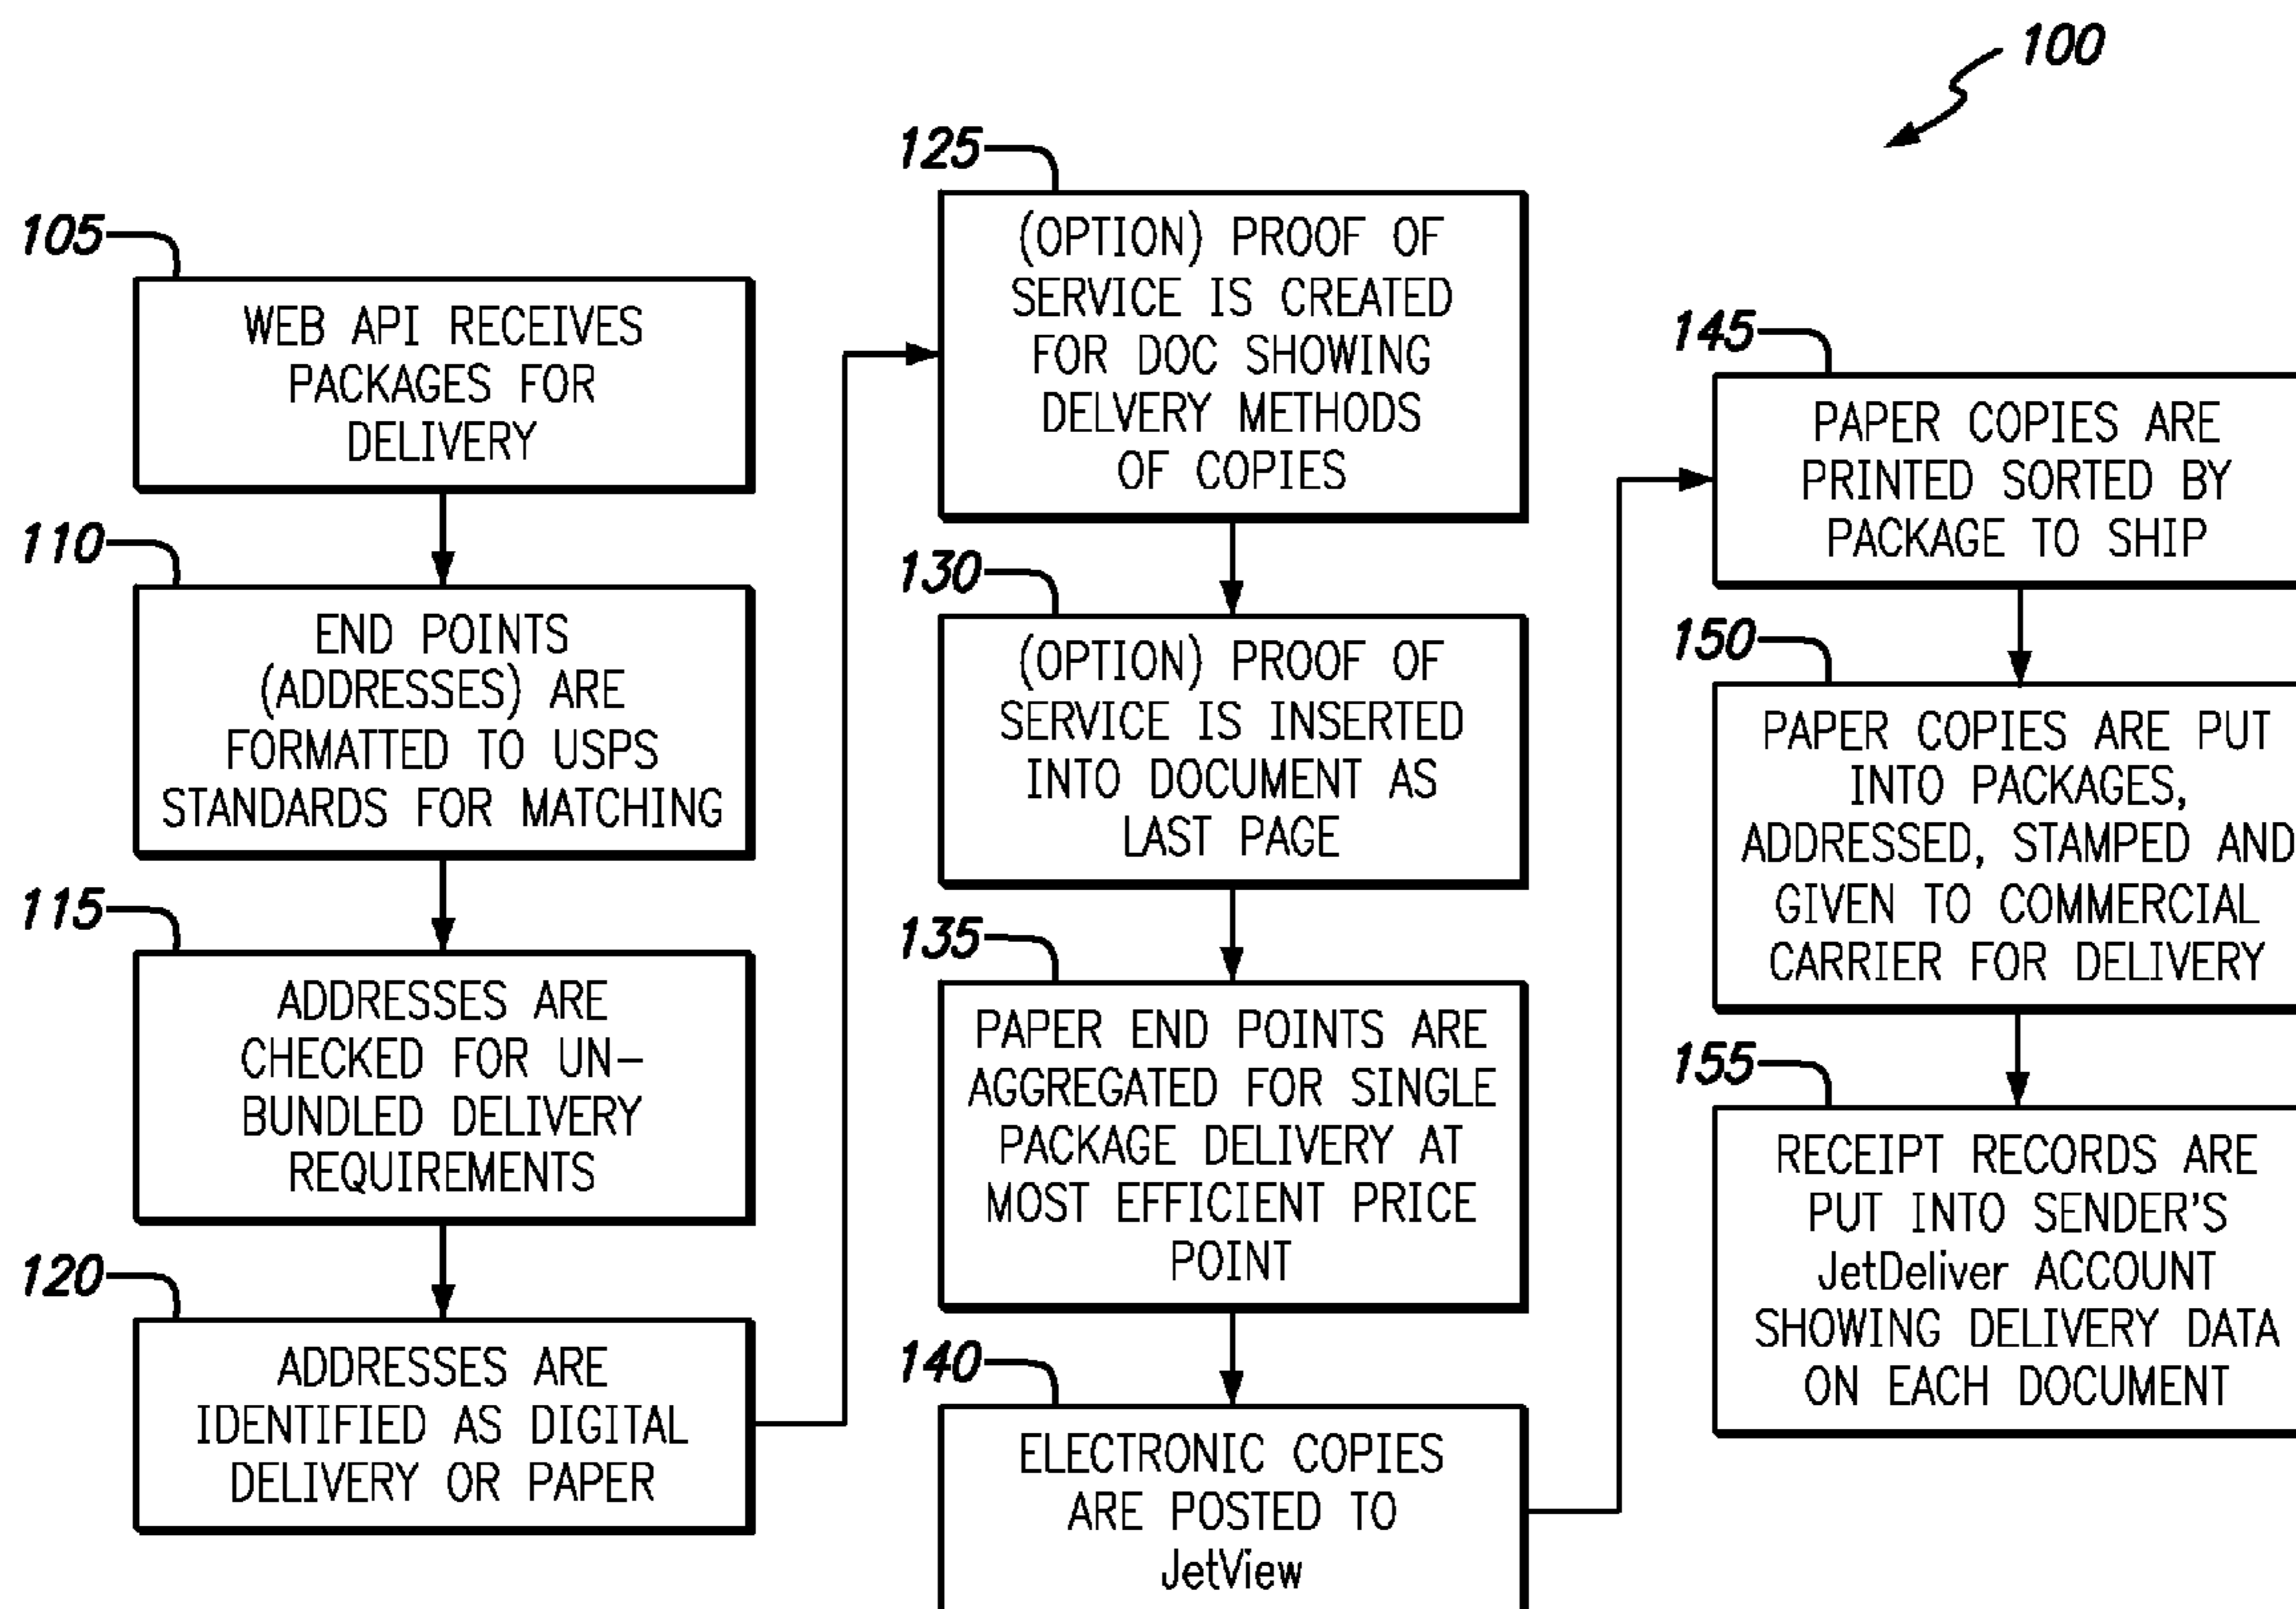 100
105
WEB API RECEIVES
PACKAGES FOR
DELIVERY
110
END POINTS
(ADDRESSES) ARE
FORMATTED TO USPS
STANDARDS FOR MATCHING
115
ADDRESSES ARE
CHECKED FOR UN-
BUNDLED DELIVERY
REQUIREMENTS
120
ADDRESSES ARE
IDENTIFIED AS DIGITAL
DELIVERY OR PAPER
125
(OPTION) PROOF OF
SERVICE IS CREATED
FOR DOC SHOWING
DELVERY METHODS
OF COPIES
130
(OPTION) PROOF OF
SERVICE IS INSERTED
INTO DOCUMENT AS
LAST PAGE
135
PAPER END POINTS ARE
AGGREGATED FOR SINGLE
PACKAGE DELIVERY AT
MOST EFFICIENT PRICE
POINT
140
ELECTRONIC COPIES
ARE POSTED TO
JetView
145
PAPER COPIES ARE
PRINTED SORTED BY
PACKAGE TO SHIP
150
PAPER COPIES ARE PUT
INTO PACKAGES,
ADDRESSED, STAMPED AND
GIVEN TO COMMERCIAL
CARRIER FOR DELIVERY
155
RECEIPT RECORDS ARE
PUT INTO SENDER'S
JetDeliver ACCOUNT
SHOWING DELIVERY DATA
ON EACH DOCUMENT